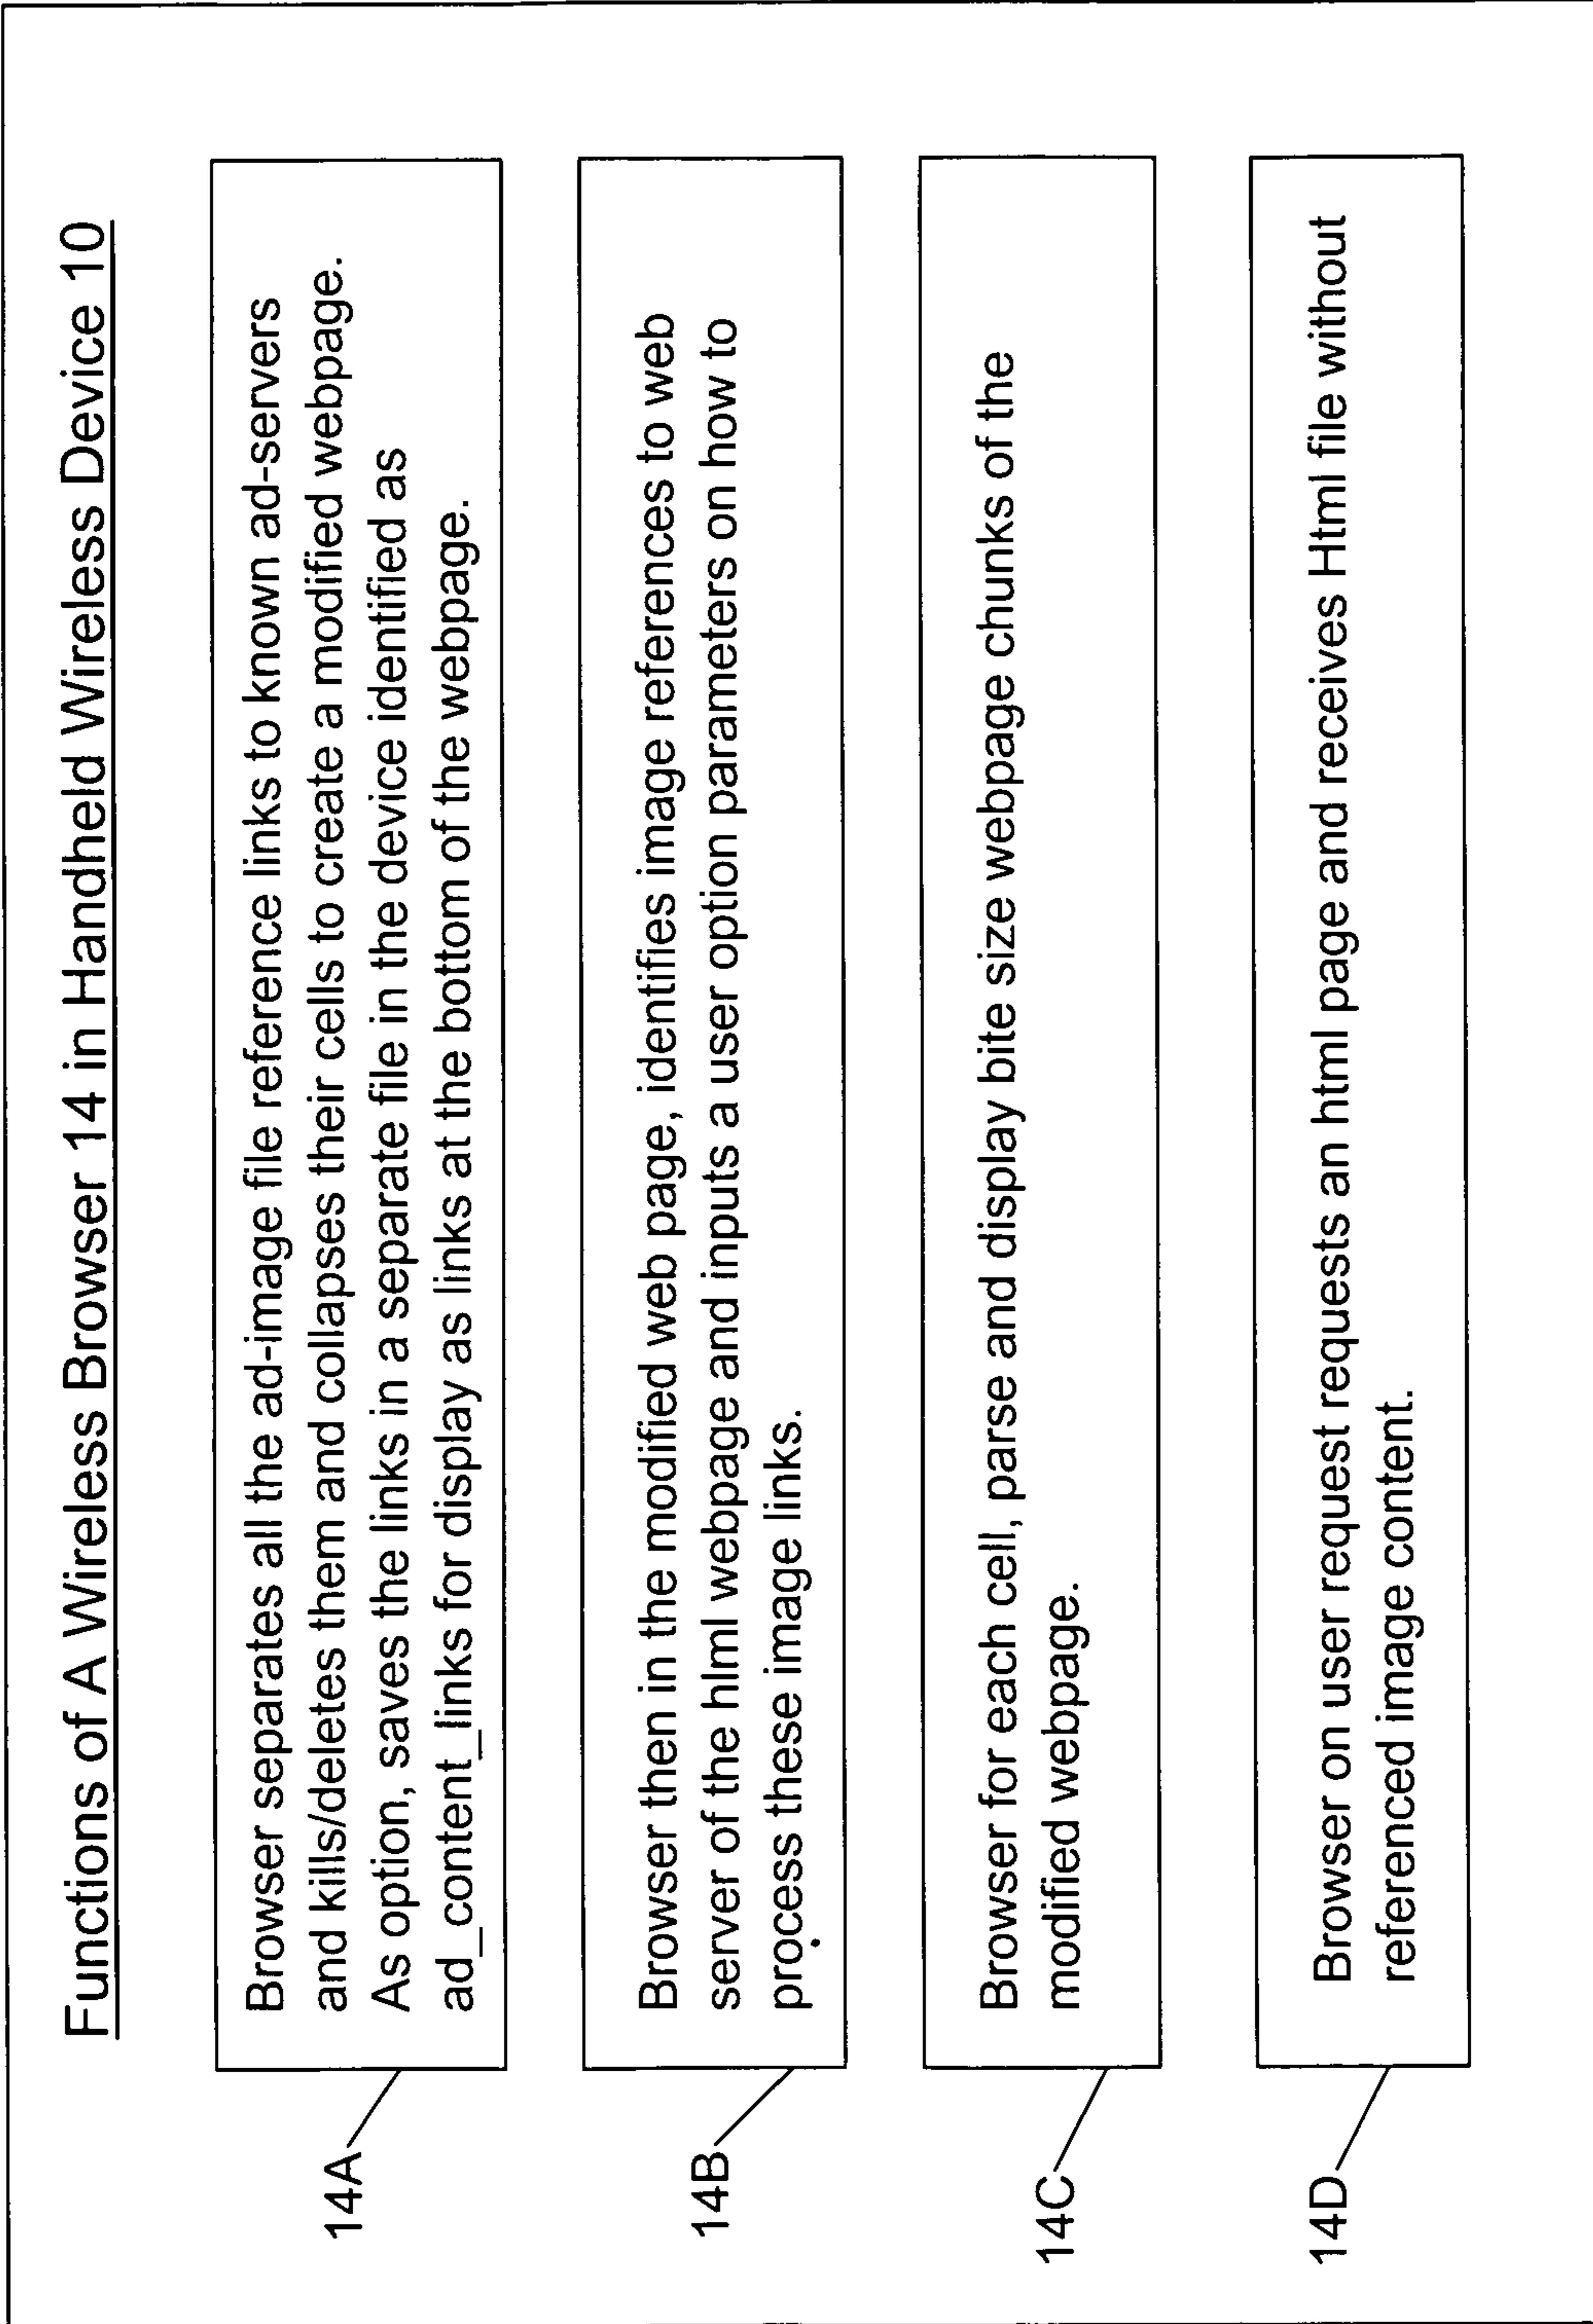 Functions of A Wireless Browser 14 in Handheld Wireless Device 10
14A
Browser separates all the ad-image file reference links to known ad-servers
and kills/deletes them and collapses their cells to create a modified webpage.
As option, saves the links in a separate file in the device identified as
ad_content_links for display as links at the bottom of the webpage.
14B
Browser then in the modified web page, identifies image references to web
server of the hlml webpage and inputs a user option parameters on how to
process these image links.
14C
Browser for each cell, parse and display bite size webpage chunks of the
modified webpage.
14D
Browser on user request requests an html page and receives Html file without
referenced image content.